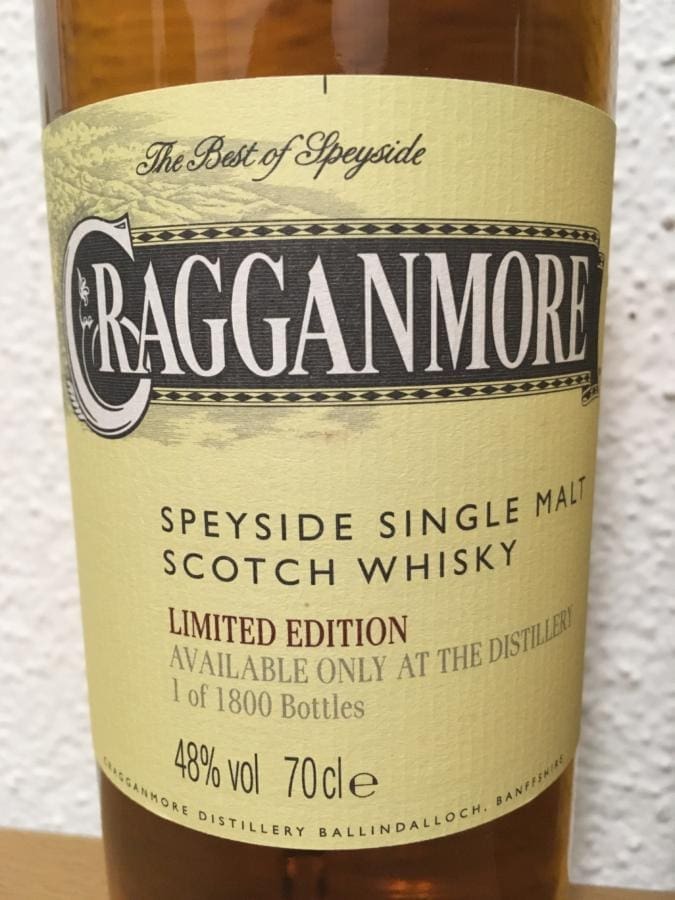 The Best of Speyside
CRAGGANMORE
SPEYSIDE SINGLE MALT
SCOTCH WHISKY
LIMITED EDITION
AVAILABLE ONLY AT THE DISTILLERY
1 of 1800 Bottles
48% vol 70cl e
CRAGGANMORE DISTILLERY BALLINDALLOCH, BANFFSHIRE